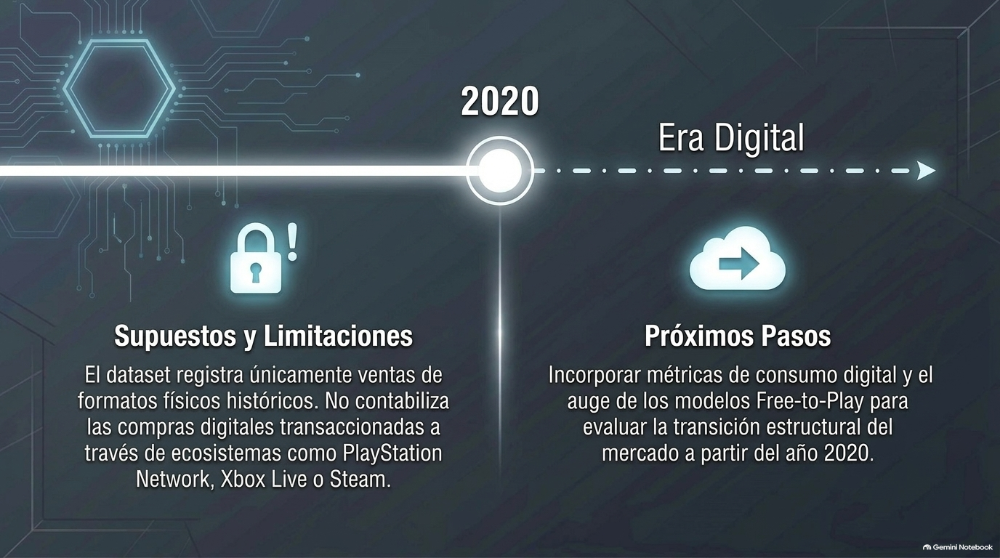 2020
Era Digital
!
Supuestos y Limitaciones
El dataset registra únicamente ventas de
formatos físicos históricos. No contabiliza
las compras digitales transaccionadas a
través de ecosistemas como PlayStation
Network, Xbox Live o Steam.
Próximos Pasos
Incorporar métricas de consumo digital y el
auge de los modelos Free-to-Play para
evaluar la transición estructural del
mercado a partir del año 2020.
Gemini Notebook